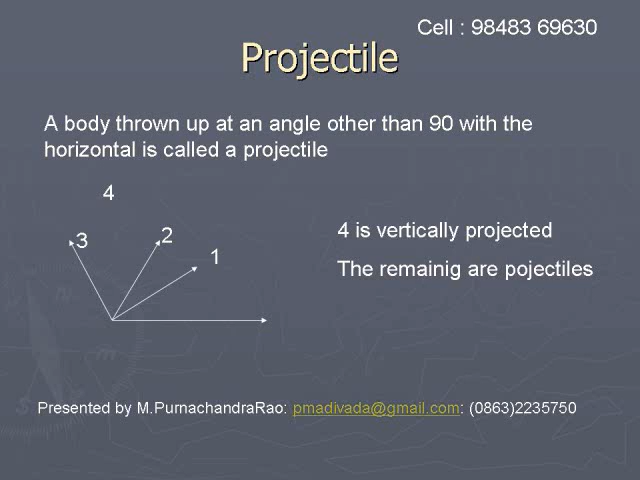 Cell : 98483 69630
Projectile
A body thrown up at an angle other than 90 with the
horizontal is called a projectile
4
3
2
1
4 is vertically projected
The remainig are pojectiles
Presented by M.PurnachandraRao: pmadivada@gmail.com: (0863)2235750